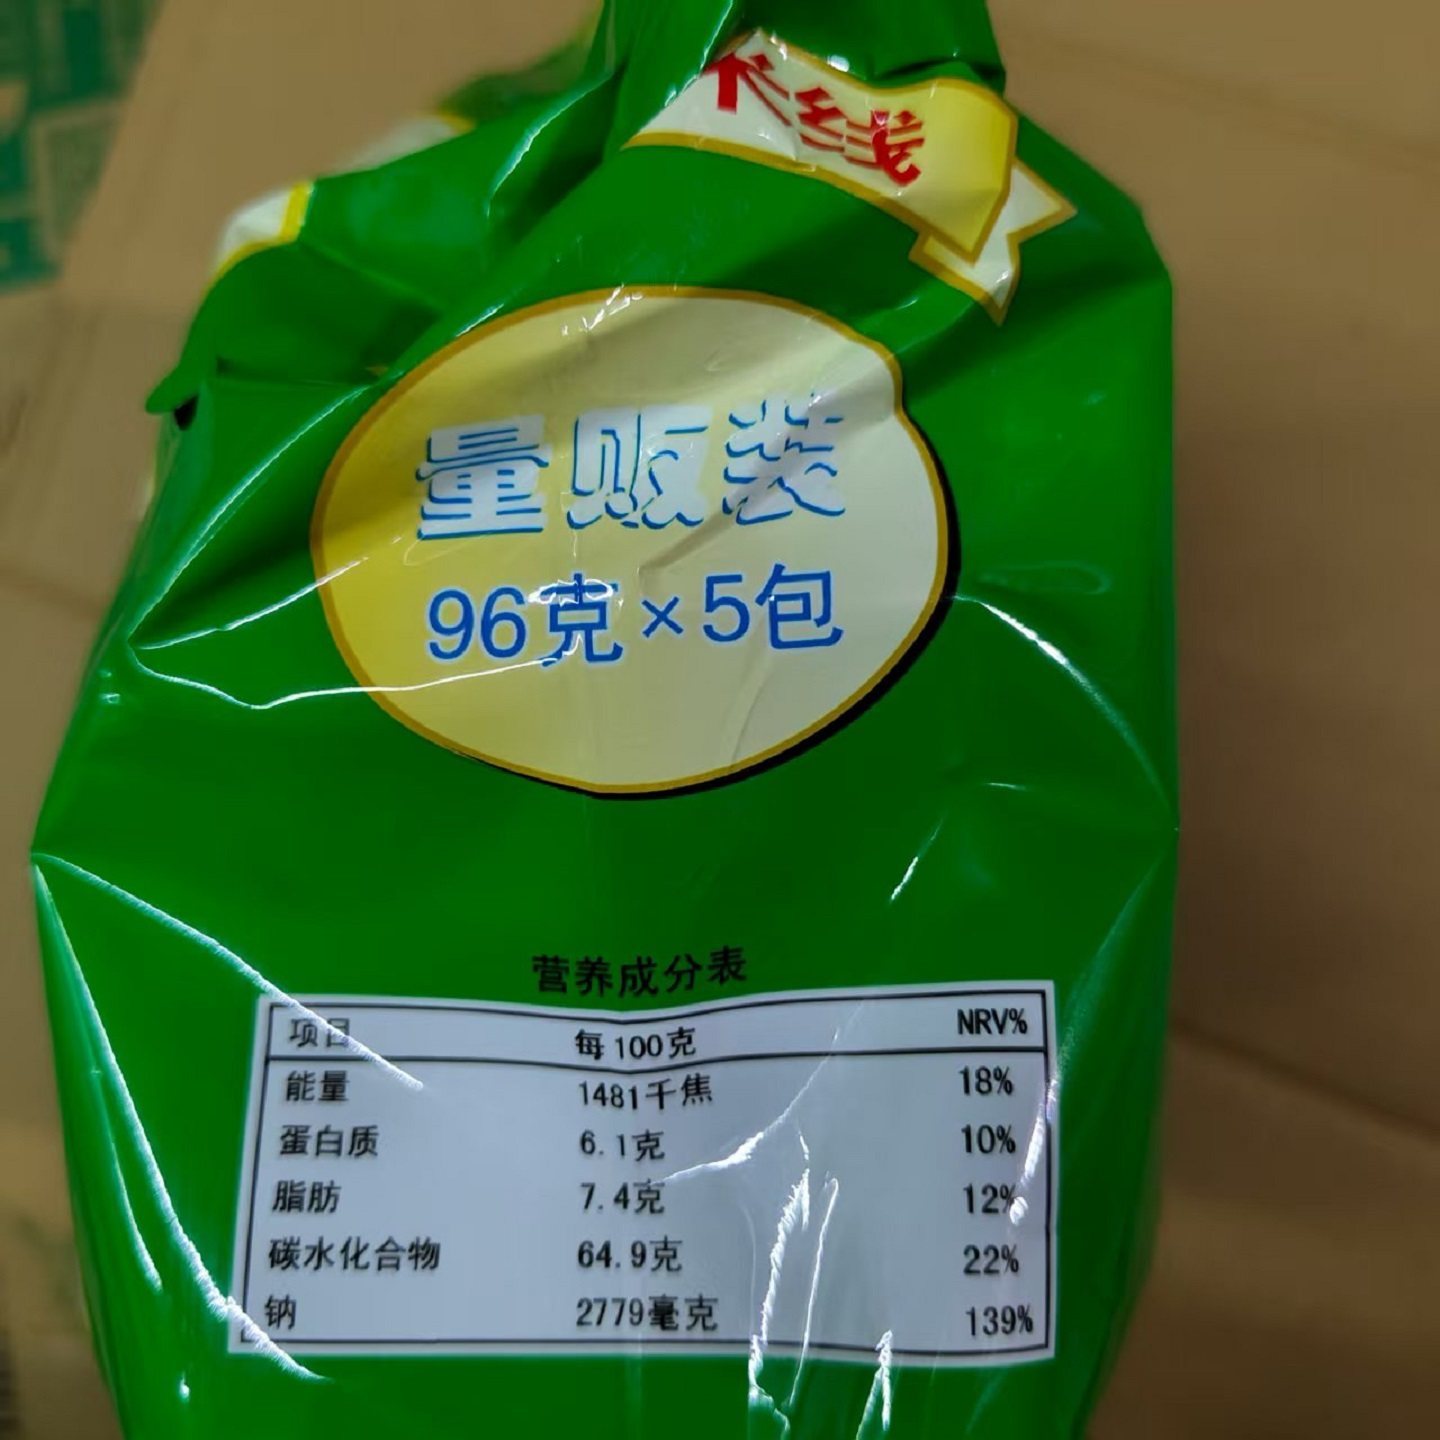 米线
量贩装
96克×5包
营养成分表
项目 每100克 NRV%
能量 1481千焦 18%
蛋白质 6.1克 10%
脂肪 7.4克 12%
碳水化合物 64.9克 22%
钠 2779毫克 139%